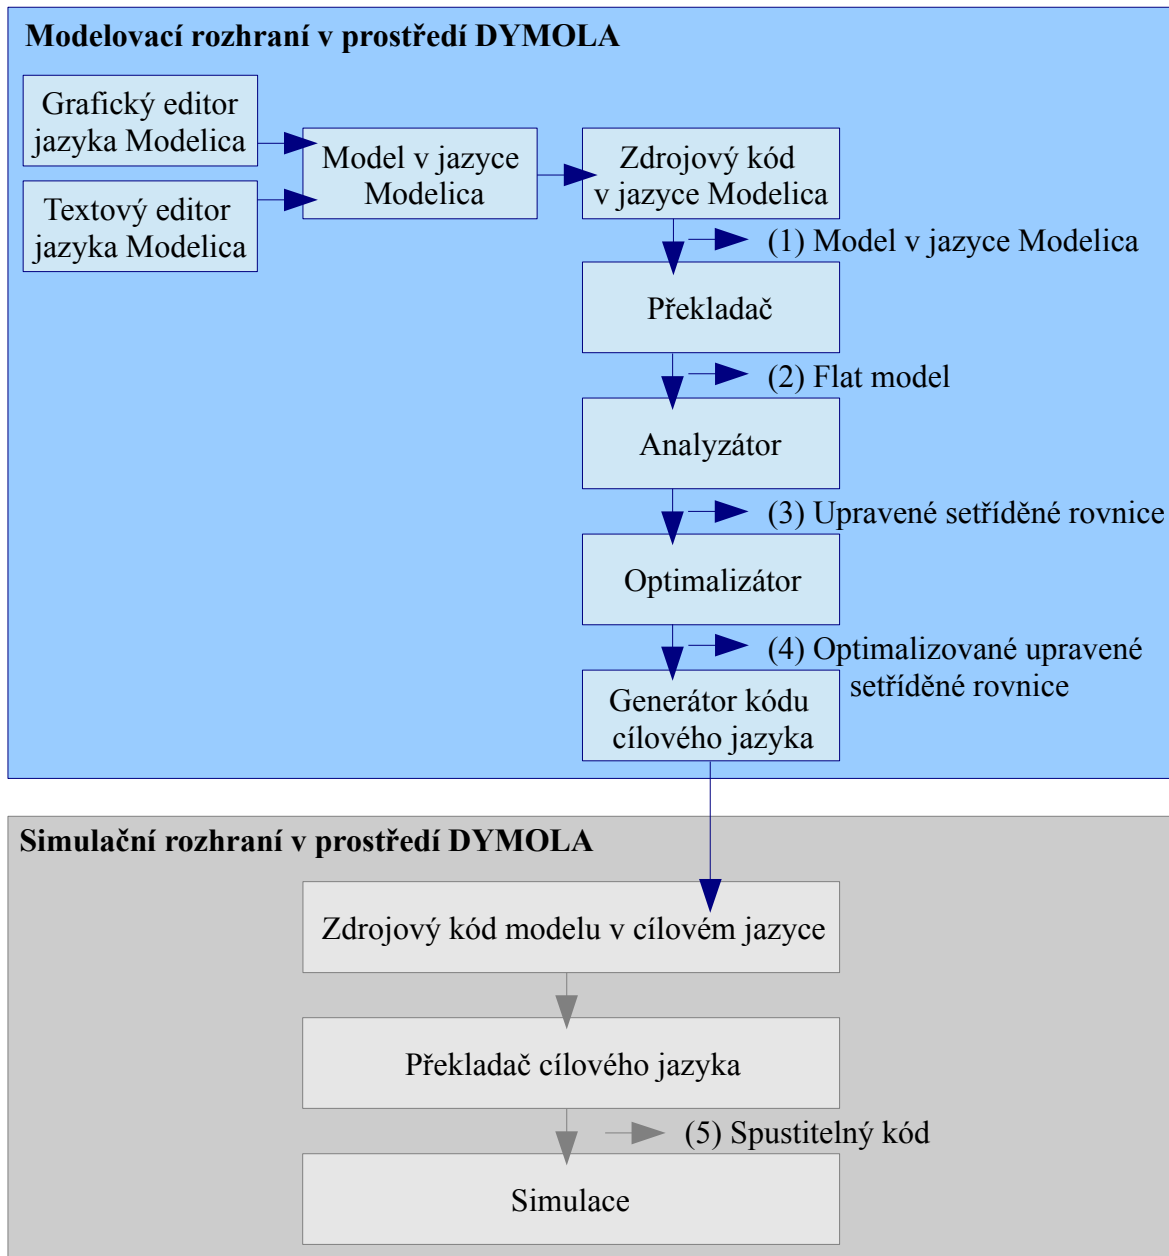 Modelovací rozhraní v prostředí DYMOLA
Grafický editor
jazyka Modelica
Textový editor
jazyka Modelica
Model v jazyce
Modelica
Zdrojový kód
v jazyce Modelica
(1) Model v jazyce Modelica
Překladač
(2) Flat model
Analyzátor
(3) Upravené setříděné rovnice
Optimalizátor
(4) Optimalizované upravené
setříděné rovnice
Generátor kódu
cílového jazyka
Simulační rozhraní v prostředí DYMOLA
Zdrojový kód modelu v cílovém jazyce
Překladač cílového jazyka
(5) Spustitelný kód
Simulace